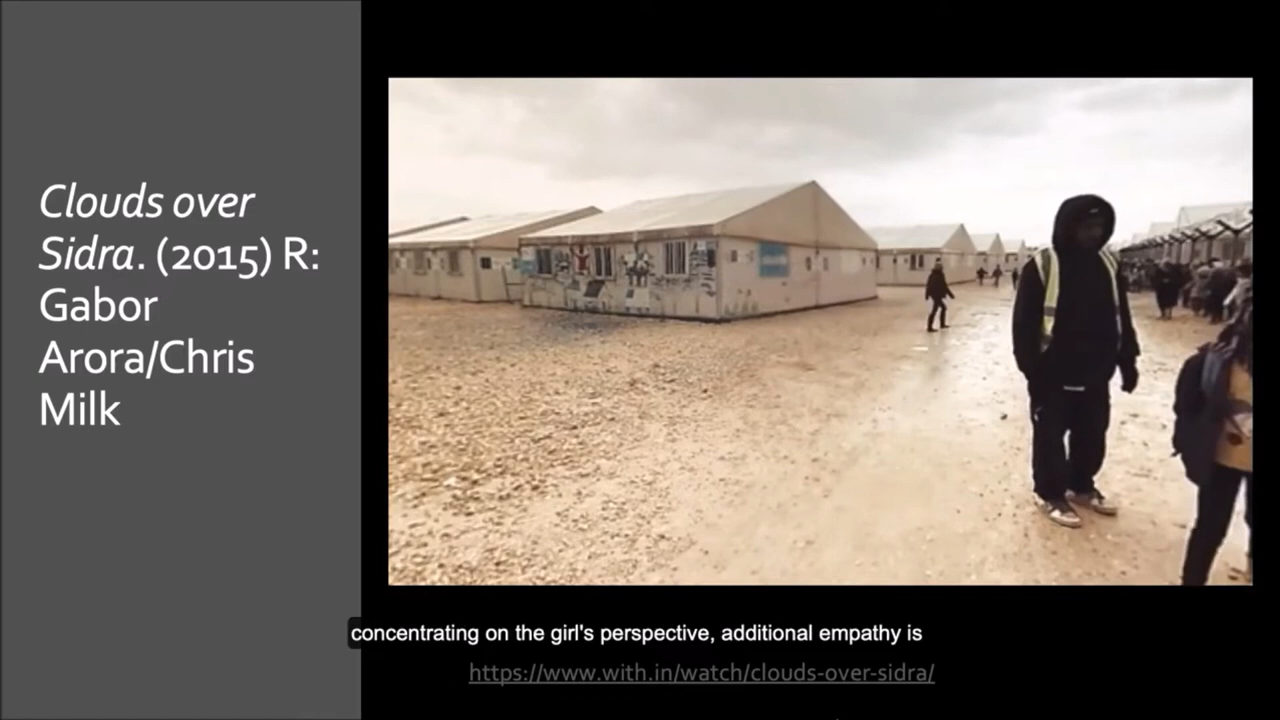 Clouds over
Sidra. (2015) R:
Gabor
Arora/Chris
Milk
concentrating on the girl's perspective, additional empathy is
https://www.with.in/watch/clouds-over-sidra/